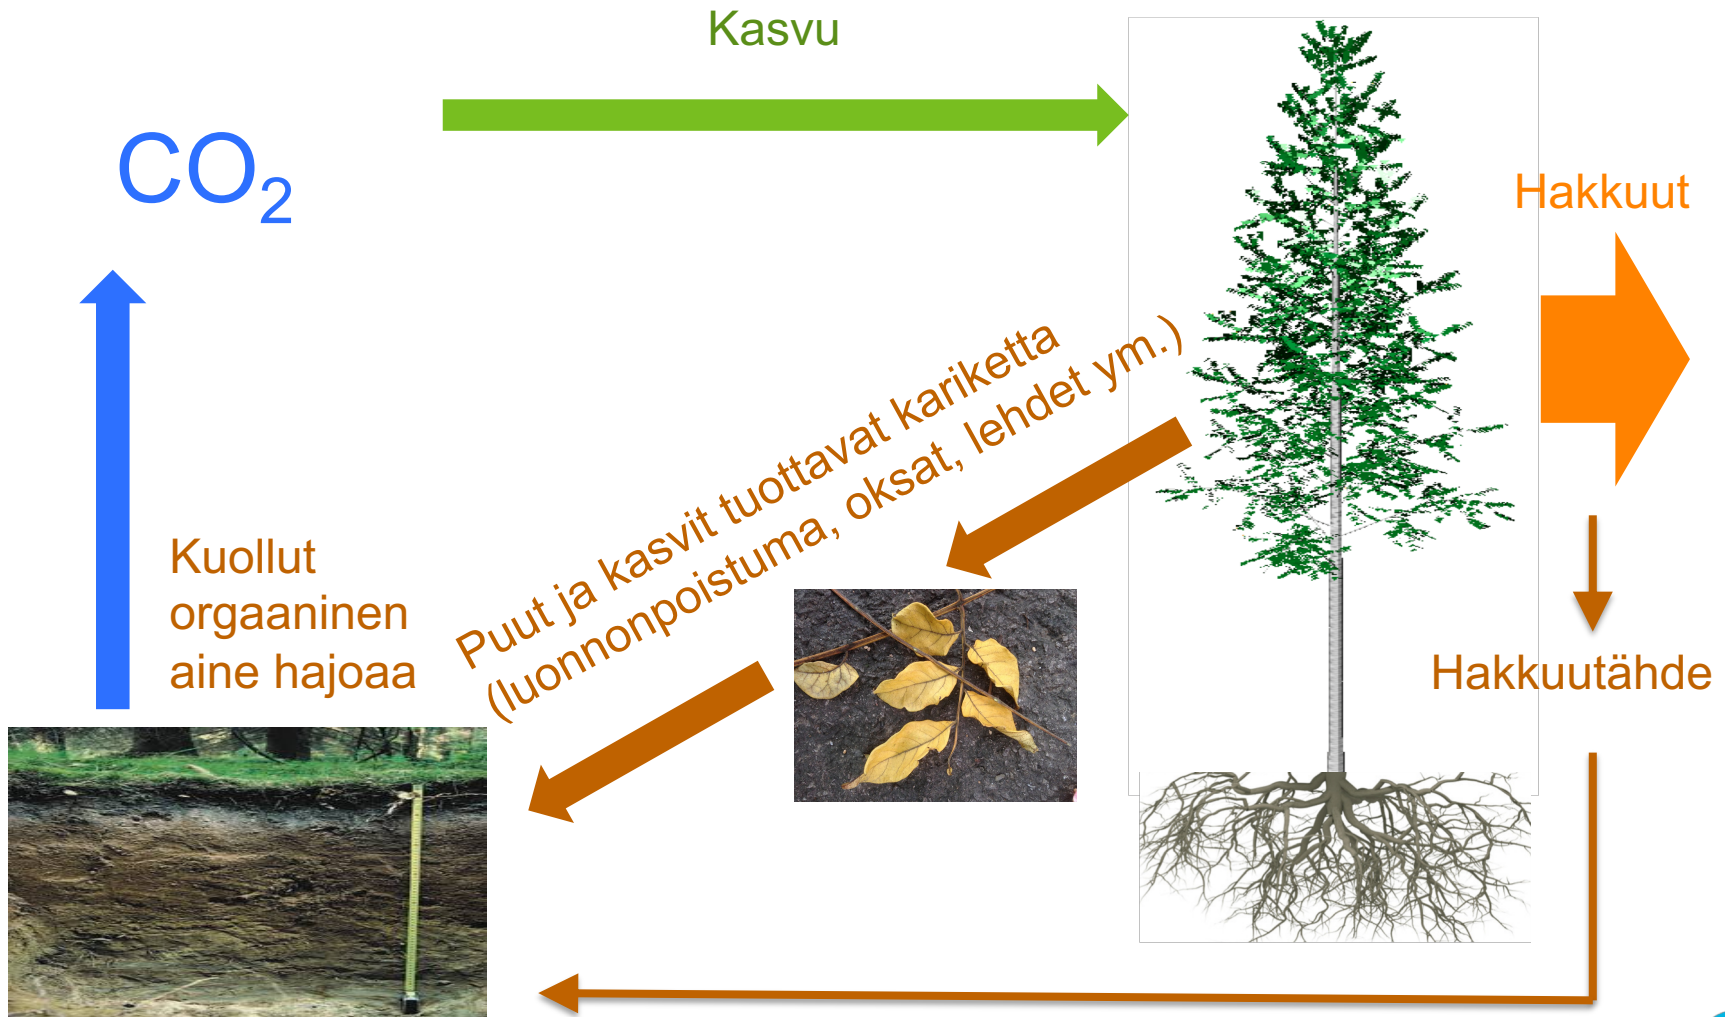 Kasvu
CO₂
Hakkuut
Puut ja kasvit tuottavat kariketta
(luonnonpoistuma, oksat, lehdet ym.)
Kuollut
orgaaninen
aine hajoaa
Hakkuutähde